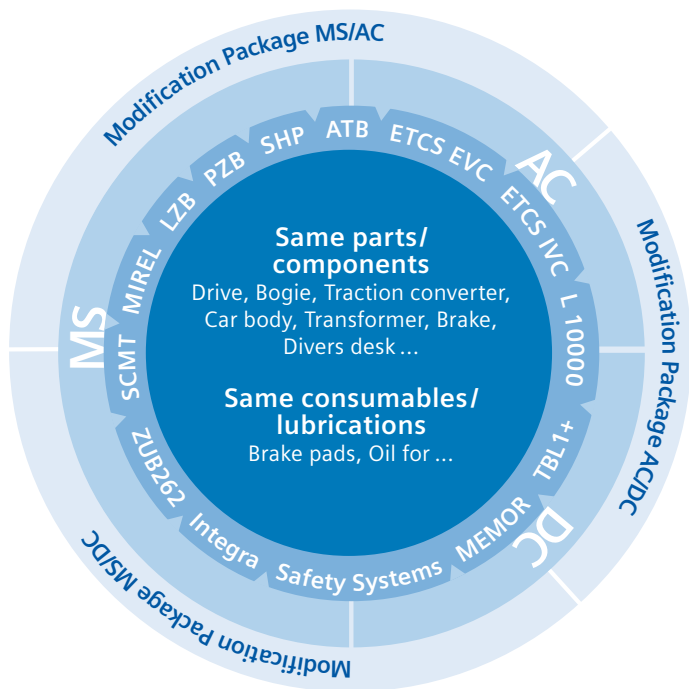 Modification Package MS/AC
Modification Package AC/DC
Modification Package MS/DC
MS
AC
DC
SCMT
MIREL
LZB
PZB
SHP
ATB
ETCS EVC
ETCS IVC
L 10000
TBL1+
MEMOR
Safety Systems
Integra
ZUB262
Same parts/
components
Drive, Bogie, Traction converter,
Car body, Transformer, Brake,
Divers desk ...
Same consumables/
lubrications
Brake pads, Oil for ...